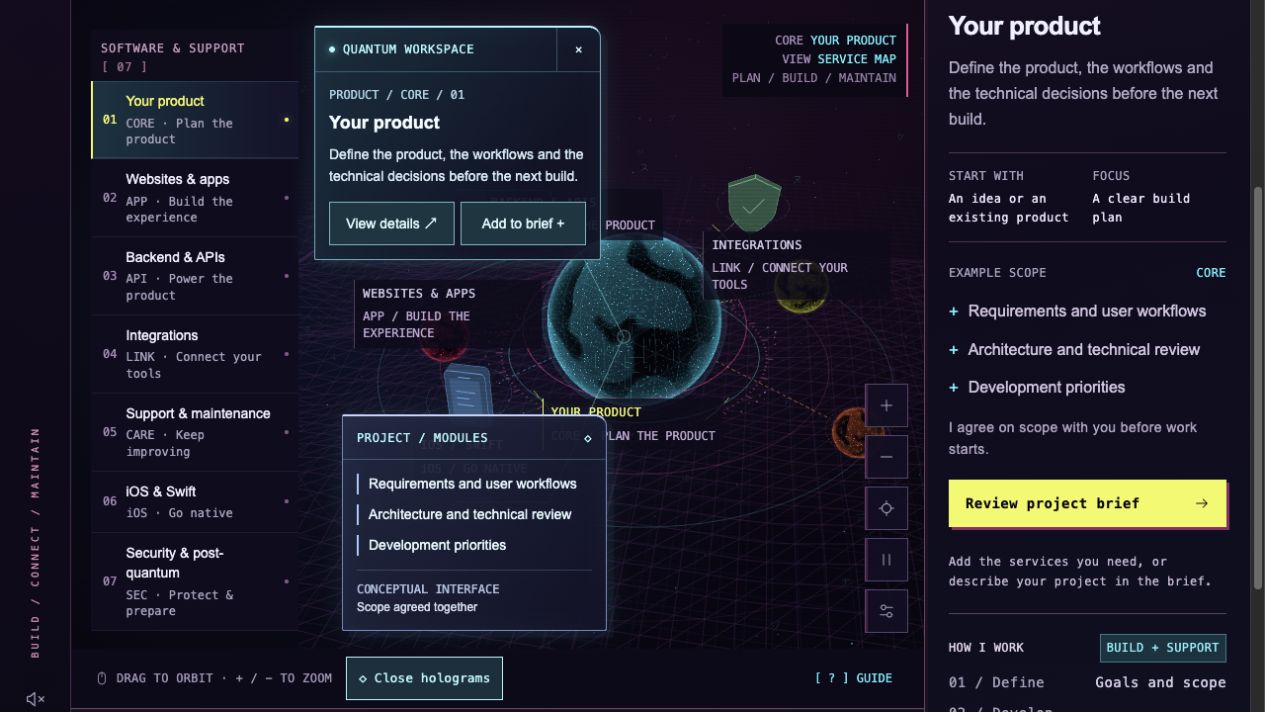 BUILD / CONNECT / MAINTAIN
SOFTWARE & SUPPORT
[ 07 ]
01
Your product
CORE · Plan the
product
02
Websites & apps
APP · Build the
experience
03
Backend & APIs
API · Power the
product
04
Integrations
LINK · Connect your
tools
05
Support & maintenance
CARE · Keep
improving
06
iOS & Swift
iOS · Go native
07
Security & post-
quantum
SEC · Protect &
prepare
QUANTUM WORKSPACE
×
PRODUCT / CORE / 01
Your product
Define the product, the workflows and the
technical decisions before the next build.
View details ↗
Add to brief +
CORE YOUR PRODUCT
VIEW SERVICE MAP
PLAN / BUILD / MAINTAIN
PRODUCT
INTEGRATIONS
LINK / CONNECT YOUR
TOOLS
WEBSITES & APPS
APP / BUILD THE
EXPERIENCE
YOUR PRODUCT
CORE / PLAN THE PRODUCT
PROJECT / MODULES
iOS / GO NATIVE
Requirements and user workflows
Architecture and technical review
Development priorities
CONCEPTUAL INTERFACE
Scope agreed together
DRAG TO ORBIT · + / − TO ZOOM
◇ Close holograms
[ ? ] GUIDE
Your product
Define the product, the workflows and
the technical decisions before the next
build.
START WITH
An idea or an
existing product
FOCUS
A clear build
plan
EXAMPLE SCOPE
CORE
+ Requirements and user workflows
+ Architecture and technical review
+ Development priorities
I agree on scope with you before work
starts.
Review project brief →
Add the services you need, or
describe your project in the brief.
HOW I WORK
BUILD + SUPPORT
01 / Define
Goals and scope
02 / Develop